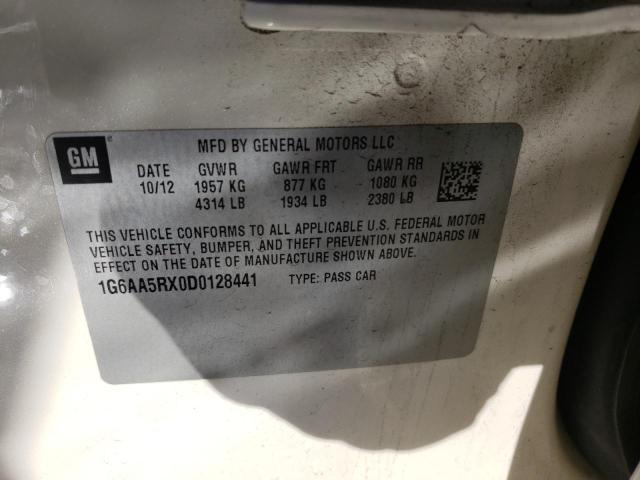 GM
MFD BY GENERAL MOTORS LLC
DATE GVWR GAWR FRT GAWR RR
10/12 1957 KG 877 KG 1080 KG
4314 LB 1934 LB 2380 LB
THIS VEHICLE CONFORMS TO ALL APPLICABLE U.S. FEDERAL MOTOR
VEHICLE SAFETY, BUMPER, AND THEFT PREVENTION STANDARDS IN
EFFECT ON THE DATE OF MANUFACTURE SHOWN ABOVE.
1G6AA5RX0D0128441 TYPE: PASS CAR